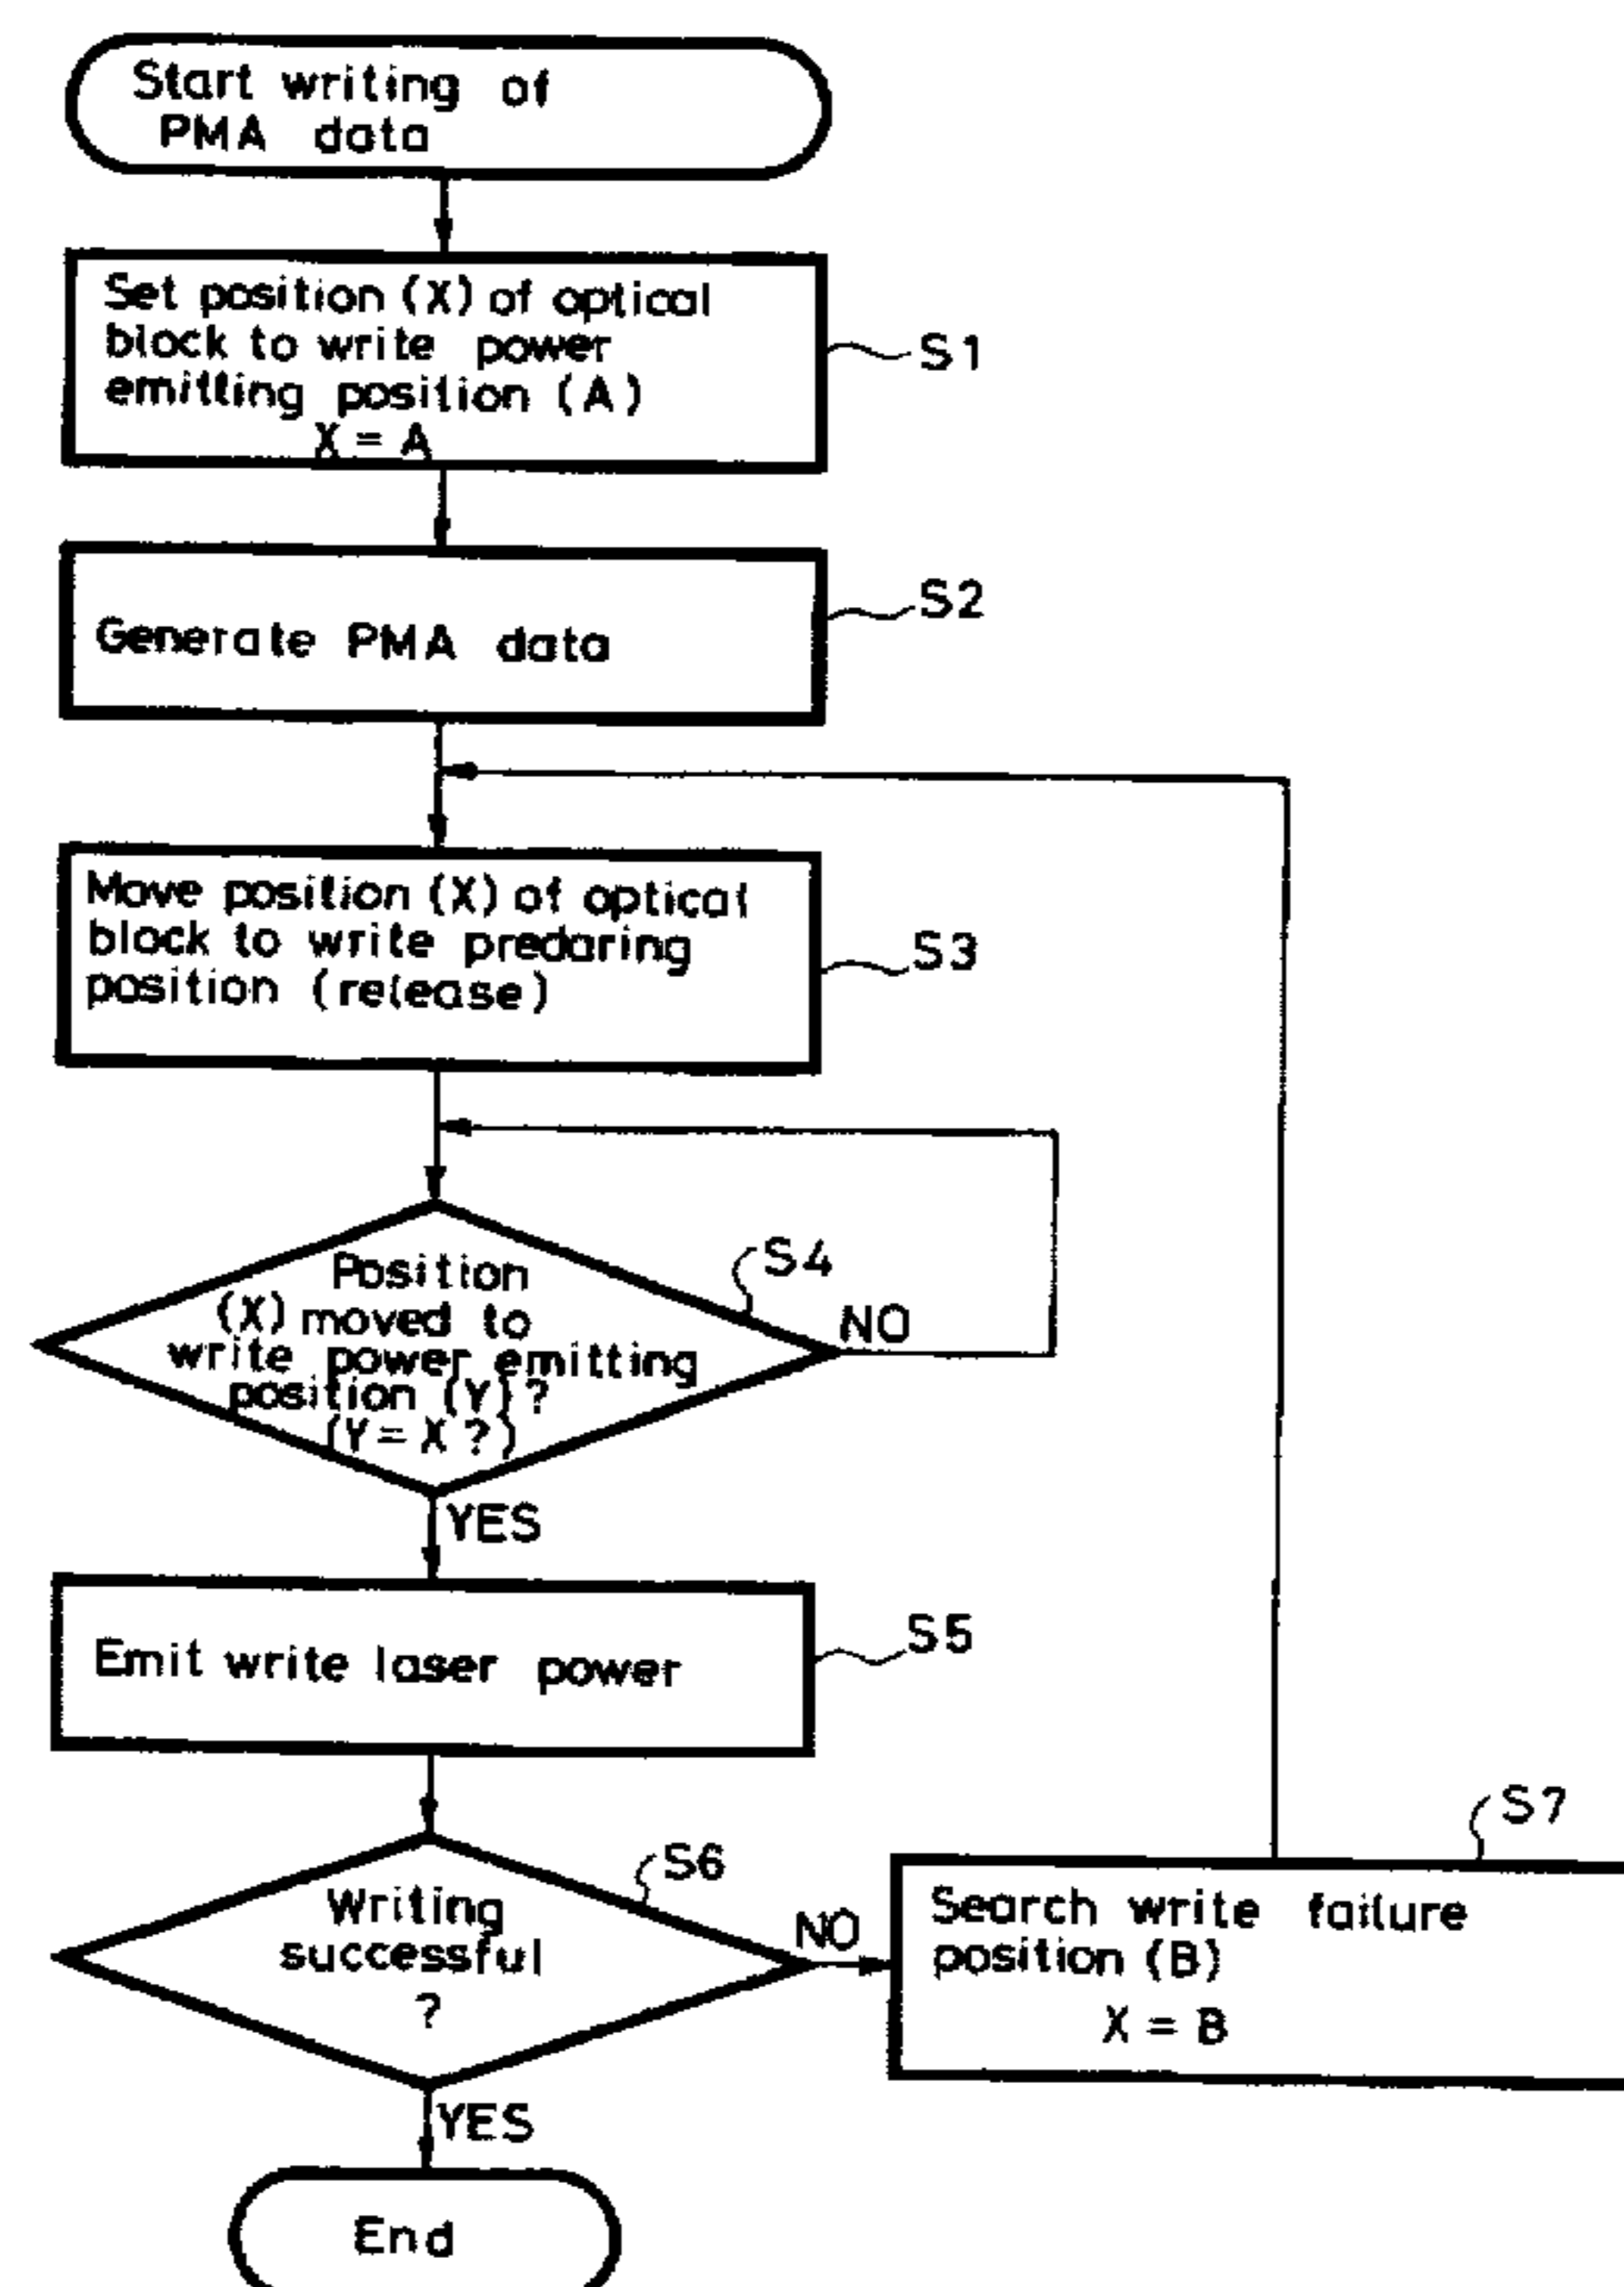 Start writing of
PMA data
Set position (X) of optical
block to write power
emitting position (A)
X = A
S1
Generate PMA data
S2
Move position (X) of optical
block to write predaring
position (release)
S3
Position
(X) moved to
write power emitting
position (Y)?
(Y = X ?)
S4
NO
YES
Emit write laser power
S5
Writing
successful
?
S6
NO
Search write failure
position (B)
X = B
S7
YES
End